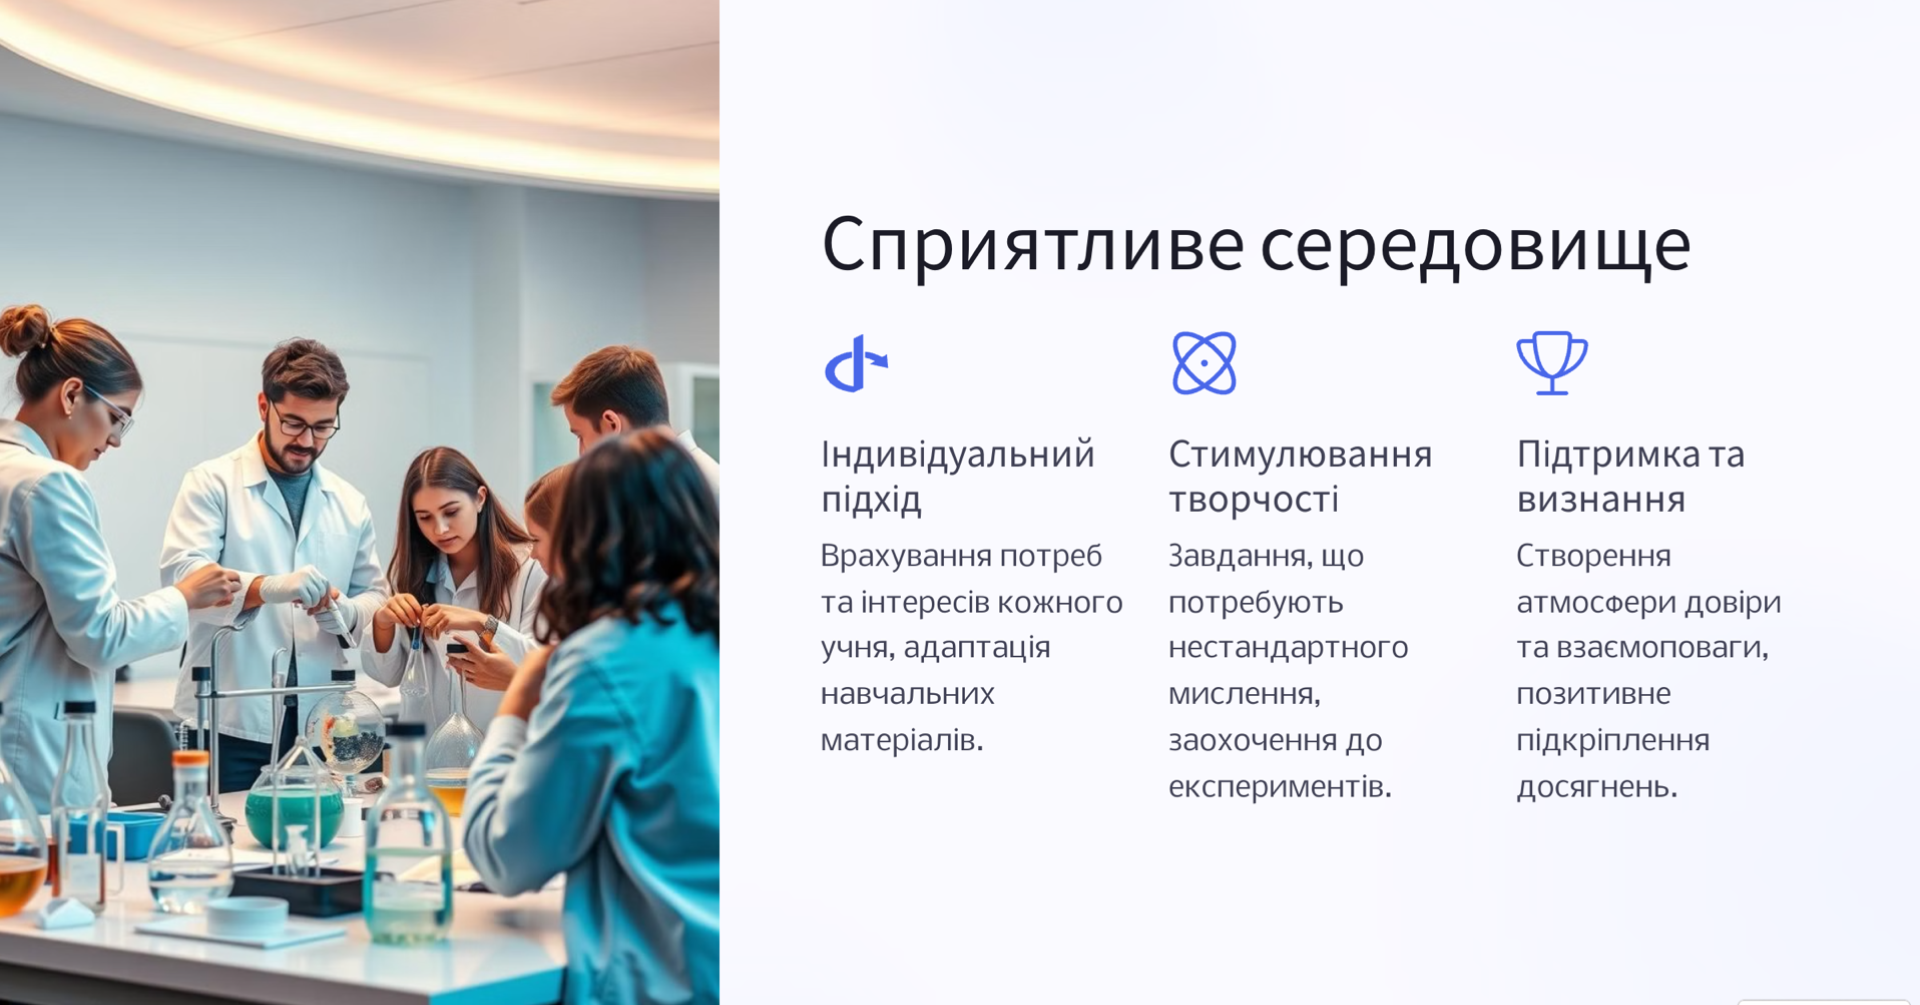 Сприятливе середовище
Індивідуальний
підхід
Врахування потреб
та інтересів кожного
учня, адаптація
навчальних
матеріалів.
Стимулювання
творчості
Завдання, що
потребують
нестандартного
мислення,
заохочення до
експериментів.
Підтримка та
визнання
Створення
атмосфери довіри
та взаємоповаги,
позитивне
підкріплення
досягнень.